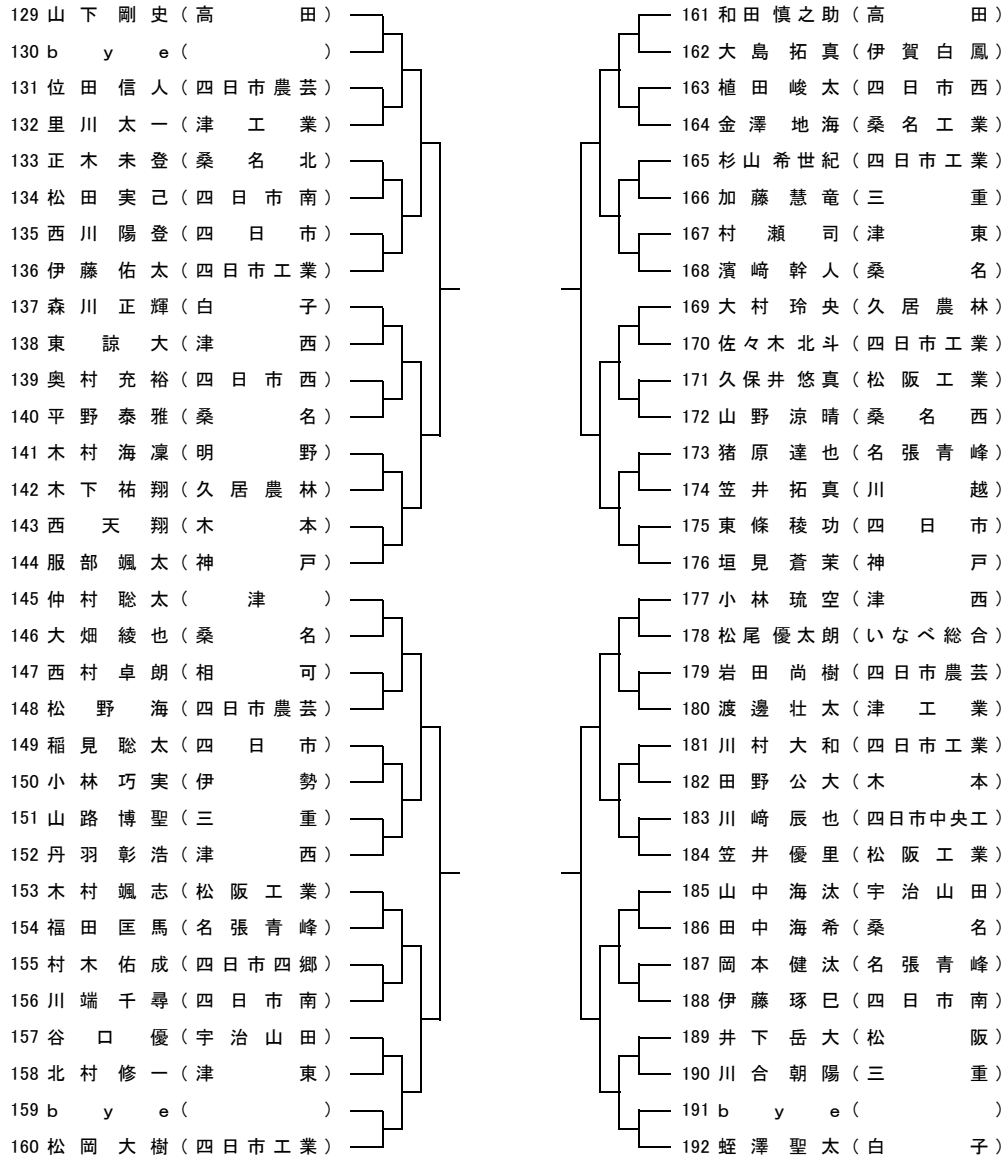 129 山下剛史(高田)
130 bye( )
131 位田信人(四日市農芸)
132 里川太一(津工業)
133 正木未登(桑名北)
134 松田実己(四日市南)
135 西川陽登(四日市)
136 伊藤佑太(四日市工業)
137 森川正輝(白子)
138 東諒大(津西)
139 奥村充裕(四日市西)
140 平野泰雅(桑名)
141 木村海凜(明野)
142 木下祐翔(久居農林)
143 西天翔(木本)
144 服部颯太(神戸)
145 仲村聡太(津)
146 大畑綾也(桑名)
147 西村卓朗(相可)
148 松野海(四日市農芸)
149 稲見聡太(四日市)
150 小林巧実(伊勢)
151 山路博聖(三重)
152 丹羽彰浩(津西)
153 木村颯志(松阪工業)
154 福田匡馬(名張青峰)
155 村木佑成(四日市四郷)
156 川端千尋(四日市南)
157 谷口優(宇治山田)
158 北村修一(津東)
159 bye( )
160 松岡大樹(四日市工業)
161 和田慎之助(高田)
162 大島拓真(伊賀白鳳)
163 植田峻太(四日市西)
164 金澤地海(桑名工業)
165 杉山希世紀(四日市工業)
166 加藤慧竜(三重)
167 村瀬司(津東)
168 濱﨑幹人(桑名)
169 大村玲央(久居農林)
170 佐々木北斗(四日市工業)
171 久保井悠真(松阪工業)
172 山野涼晴(桑名西)
173 猪原達也(名張青峰)
174 笠井拓真(川越)
175 東條稜功(四日市)
176 垣見蒼茉(神戸)
177 小林琉空(津西)
178 松尾優太朗(いなべ総合)
179 岩田尚樹(四日市農芸)
180 渡邊壮太(津工業)
181 川村大和(四日市工業)
182 田野公大(木本)
183 川﨑辰也(四日市中央工)
184 笠井優里(松阪工業)
185 山中海汰(宇治山田)
186 田中海希(桑名)
187 岡本健汰(名張青峰)
188 伊藤琢巳(四日市南)
189 井下岳大(松阪)
190 川合朝陽(三重)
191 bye( )
192 蛭澤聖太(白子)